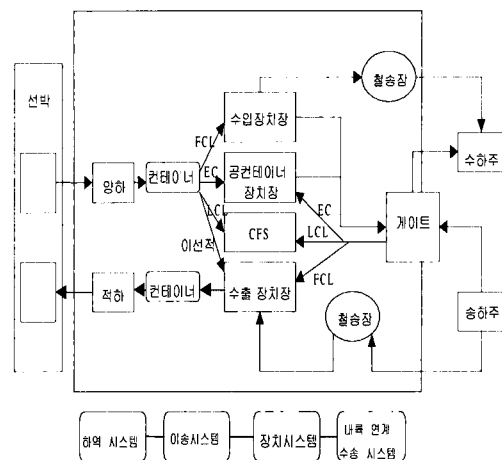 철송장
선박
수입장치장
FCL
수하주
양하
컨테이너
EC
공컨테이너
장치장
EC
게이트
LCL
CFS
LCL
이선적
적하
컨테이너
수출 장치장
FCL
철송장
송하주
하역 시스템
이송시스템
장치시스템
내륙 연계
수송 시스템